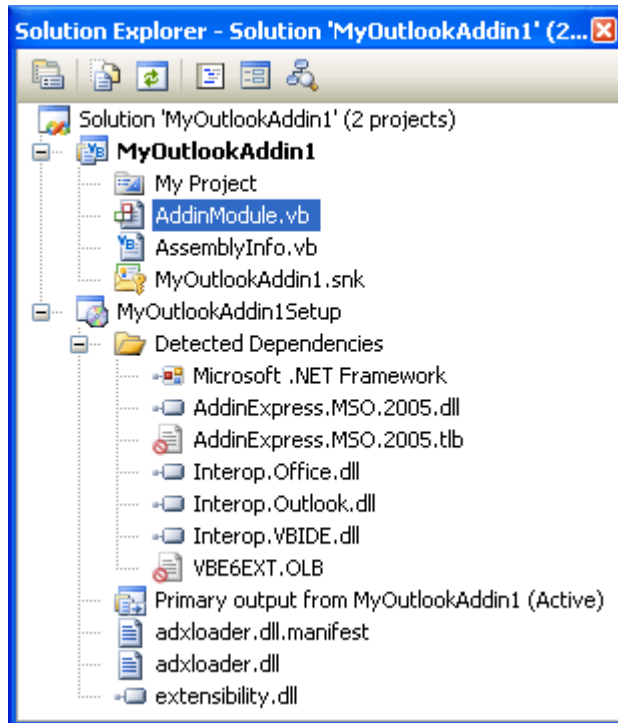 Solution Explorer - Solution 'MyOutlookAddin1' (2...
Solution 'MyOutlookAddin1' (2 projects)
MyOutlookAddin1
My Project
AddinModule.vb
AssemblyInfo.vb
MyOutlookAddin1.snk
MyOutlookAddin1Setup
Detected Dependencies
Microsoft .NET Framework
AddinExpress.MSO.2005.dll
AddinExpress.MSO.2005.tlb
Interop.Office.dll
Interop.Outlook.dll
Interop.VBIDE.dll
VBE6EXT.OLB
Primary output from MyOutlookAddin1 (Active)
adxloader.dll.manifest
adxloader.dll
extensibility.dll